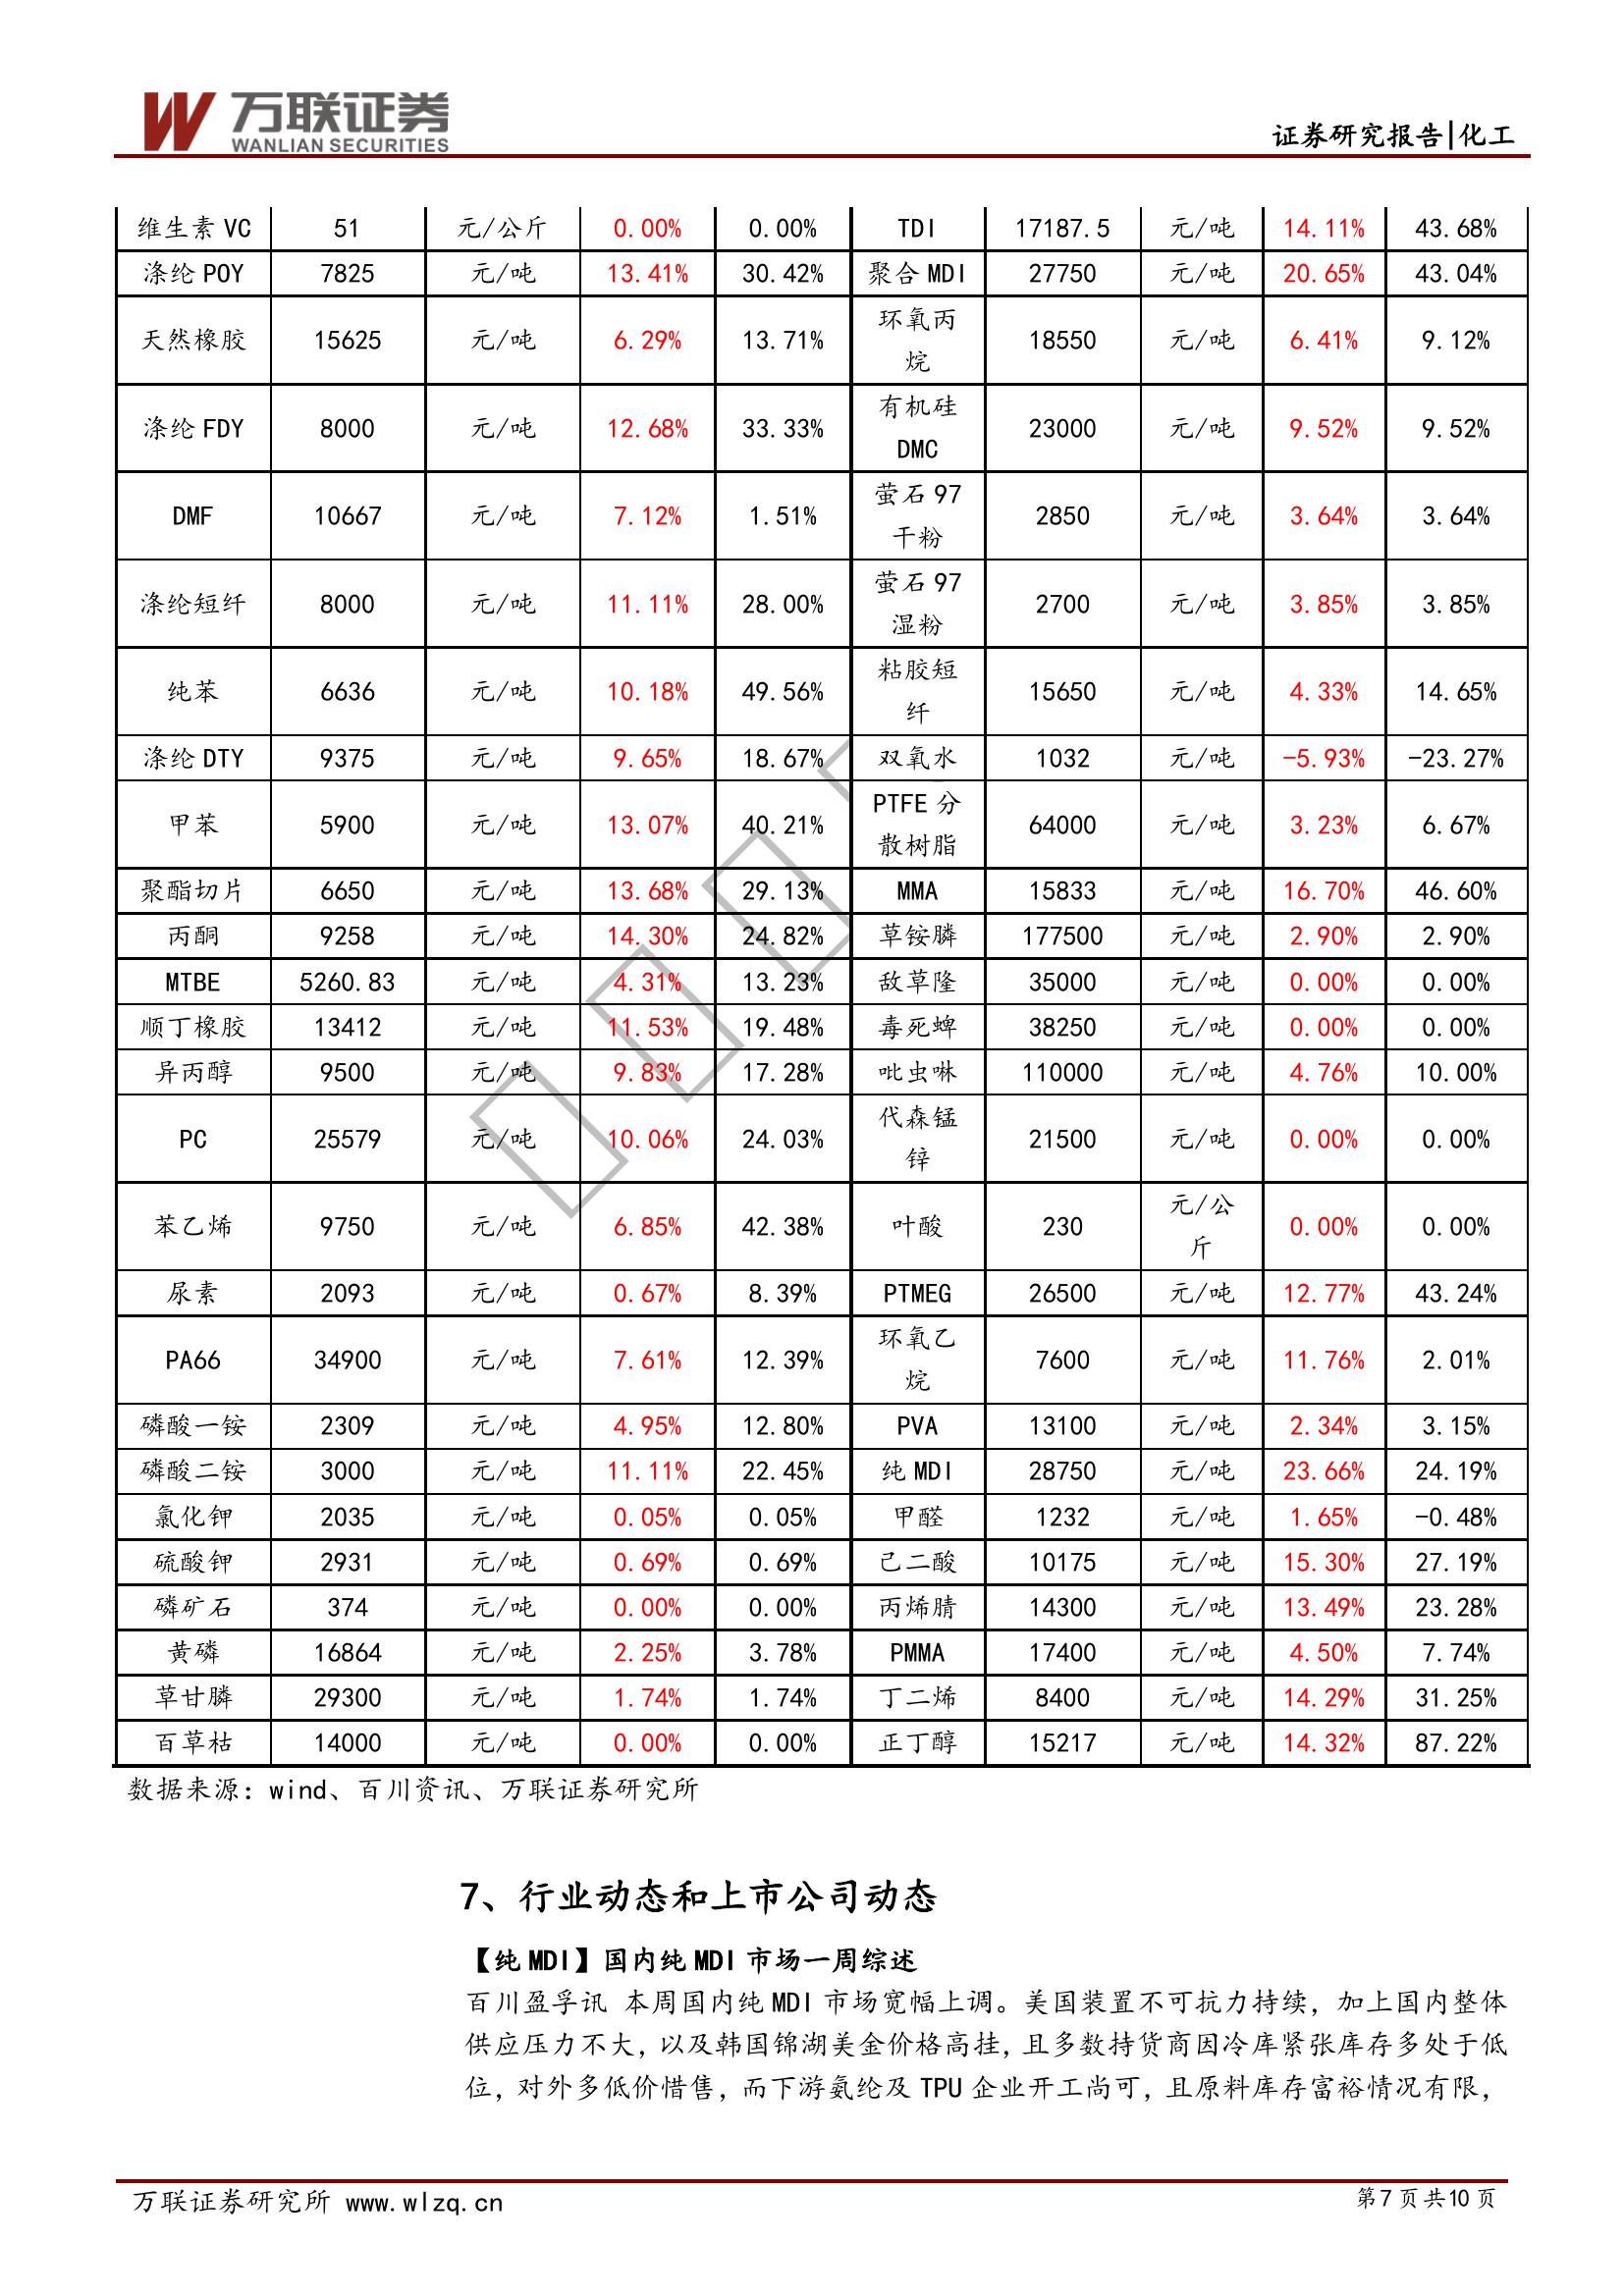 万联证券
WANLIAN SECURITIES
证券研究报告|化工
维生素 VC 51 元/公斤 0.00% 0.00% TDI 17187.5 元/吨 14.11% 43.68%
涤纶 POY 7825 元/吨 13.41% 30.42% 聚合 MDI 27750 元/吨 20.65% 43.04%
天然橡胶 15625 元/吨 6.29% 13.71% 环氧丙烷 18550 元/吨 6.41% 9.12%
涤纶 FDY 8000 元/吨 12.68% 33.33% 有机硅 DMC 23000 元/吨 9.52% 9.52%
DMF 10667 元/吨 7.12% 1.51% 萤石 97 干粉 2850 元/吨 3.64% 3.64%
涤纶短纤 8000 元/吨 11.11% 28.00% 萤石 97 湿粉 2700 元/吨 3.85% 3.85%
纯苯 6636 元/吨 10.18% 49.56% 粘胶短纤 15650 元/吨 4.33% 14.65%
涤纶 DTY 9375 元/吨 9.65% 18.67% 双氧水 1032 元/吨 -5.93% -23.27%
甲苯 5900 元/吨 13.07% 40.21% PTFE 分散树脂 64000 元/吨 3.23% 6.67%
聚酯切片 6650 元/吨 13.68% 29.13% MMA 15833 元/吨 16.70% 46.60%
丙酮 9258 元/吨 14.30% 24.82% 草铵膦 177500 元/吨 2.90% 2.90%
MTBE 5260.83 元/吨 4.31% 13.23% 敌草隆 35000 元/吨 0.00% 0.00%
顺丁橡胶 13412 元/吨 11.53% 19.48% 毒死蜱 38250 元/吨 0.00% 0.00%
异丙醇 9500 元/吨 9.83% 17.28% 吡虫啉 110000 元/吨 4.76% 10.00%
PC 25579 元/吨 10.06% 24.03% 代森锰锌 21500 元/吨 0.00% 0.00%
苯乙烯 9750 元/吨 6.85% 42.38% 叶酸 230 元/公斤 0.00% 0.00%
尿素 2093 元/吨 0.67% 8.39% PTMEG 26500 元/吨 12.77% 43.24%
PA66 34900 元/吨 7.61% 12.39% 环氧乙烷 7600 元/吨 11.76% 2.01%
磷酸一铵 2309 元/吨 4.95% 12.80% PVA 13100 元/吨 2.34% 3.15%
磷酸二铵 3000 元/吨 11.11% 22.45% 纯 MDI 28750 元/吨 23.66% 24.19%
氯化钾 2035 元/吨 0.05% 0.05% 甲醛 1232 元/吨 1.65% -0.48%
硫酸钾 2931 元/吨 0.69% 0.69% 己二酸 10175 元/吨 15.30% 27.19%
磷矿石 374 元/吨 0.00% 0.00% 丙烯腈 14300 元/吨 13.49% 23.28%
黄磷 16864 元/吨 2.25% 3.78% PMMA 17400 元/吨 4.50% 7.74%
草甘膦 29300 元/吨 1.74% 1.74% 丁二烯 8400 元/吨 14.29% 31.25%
百草枯 14000 元/吨 0.00% 0.00% 正丁醇 15217 元/吨 14.32% 87.22%
数据来源：wind、百川资讯、万联证券研究所
7、行业动态和上市公司动态
【纯 MDI】国内纯 MDI 市场一周综述
百川盈孚讯 本周国内纯 MDI 市场宽幅上调。美国装置不可抗力持续，加上国内整体
供应压力不大，以及韩国锦湖美金价格高挂，且多数持货商因冷库紧张库存多处于低
位，对外多低价惜售，而下游氨纶及 TPU 企业开工尚可，且原料库存富裕情况有限，
万联证券研究所 www.wlzq.cn
第 7 页 共 10 页